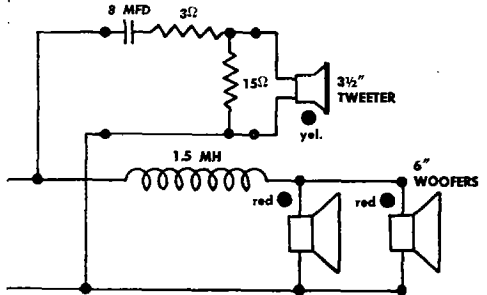 8 MFD
3Ω
15Ω
3½"
TWEETER
yel.
1.5 MH
6"
WOOFERS
red
red